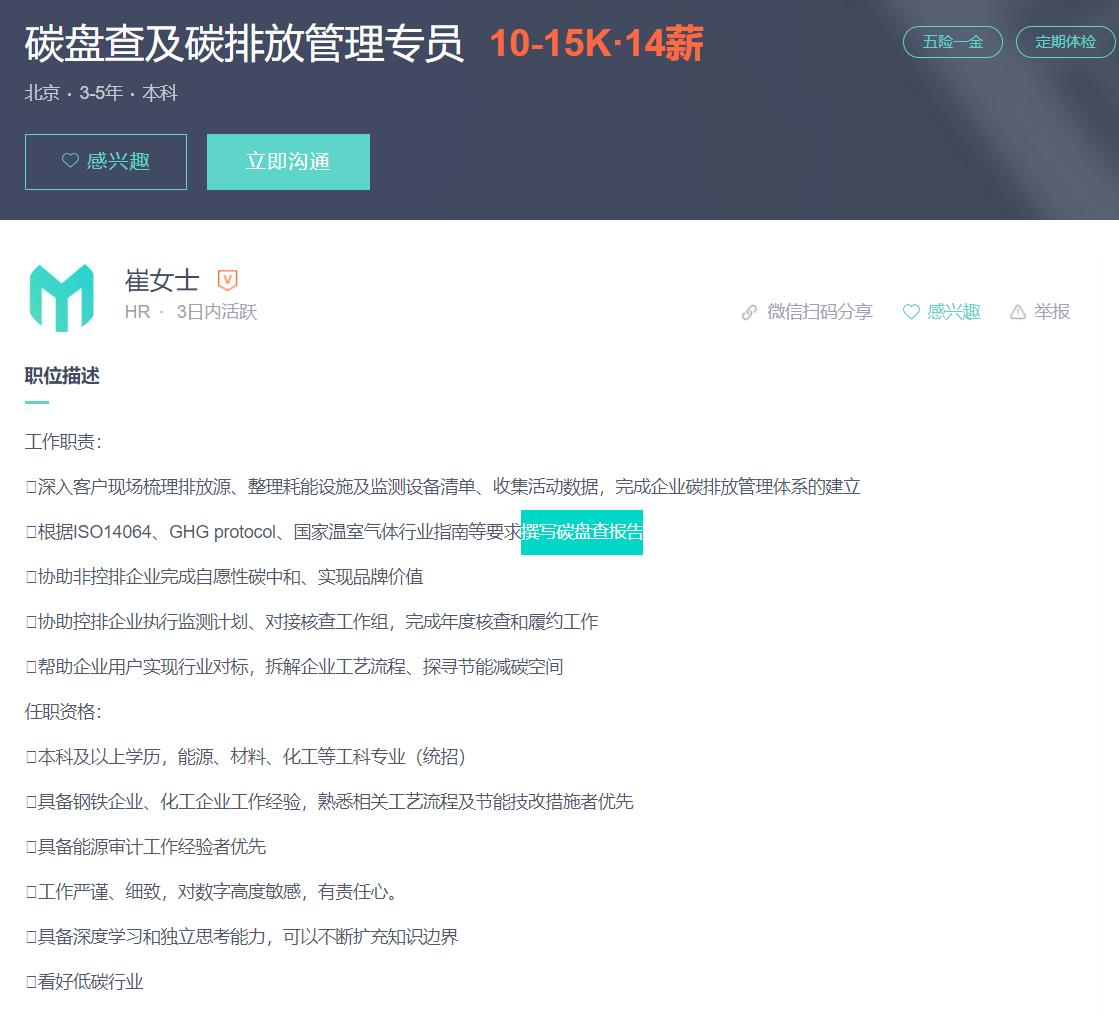 碳盘查及碳排放管理专员 10-15K·14薪 五险一金 定期体检
北京 · 3-5年 · 本科
感兴趣 立即沟通
崔女士
HR · 3日内活跃
微信扫码分享 感兴趣 举报
职位描述
工作职责：
深入客户现场梳理排放源、整理耗能设施及监测设备清单、收集活动数据，完成企业碳排放管理体系的建立
根据ISO14064、GHG protocol、国家温室气体行业指南等要求撰写碳盘查报告
协助非控排企业完成自愿性碳中和、实现品牌价值
协助控排企业执行监测计划、对接核查工作组，完成年度核查和履约工作
帮助企业用户实现行业对标，拆解企业工艺流程、探寻节能减碳空间
任职资格：
本科及以上学历，能源、材料、化工等工科专业（统招）
具备钢铁企业、化工企业工作经验，熟悉相关工艺流程及节能技改措施者优先
具备能源审计工作经验者优先
工作严谨、细致，对数字高度敏感，有责任心。
具备深度学习和独立思考能力，可以不断扩充知识边界
看好低碳行业